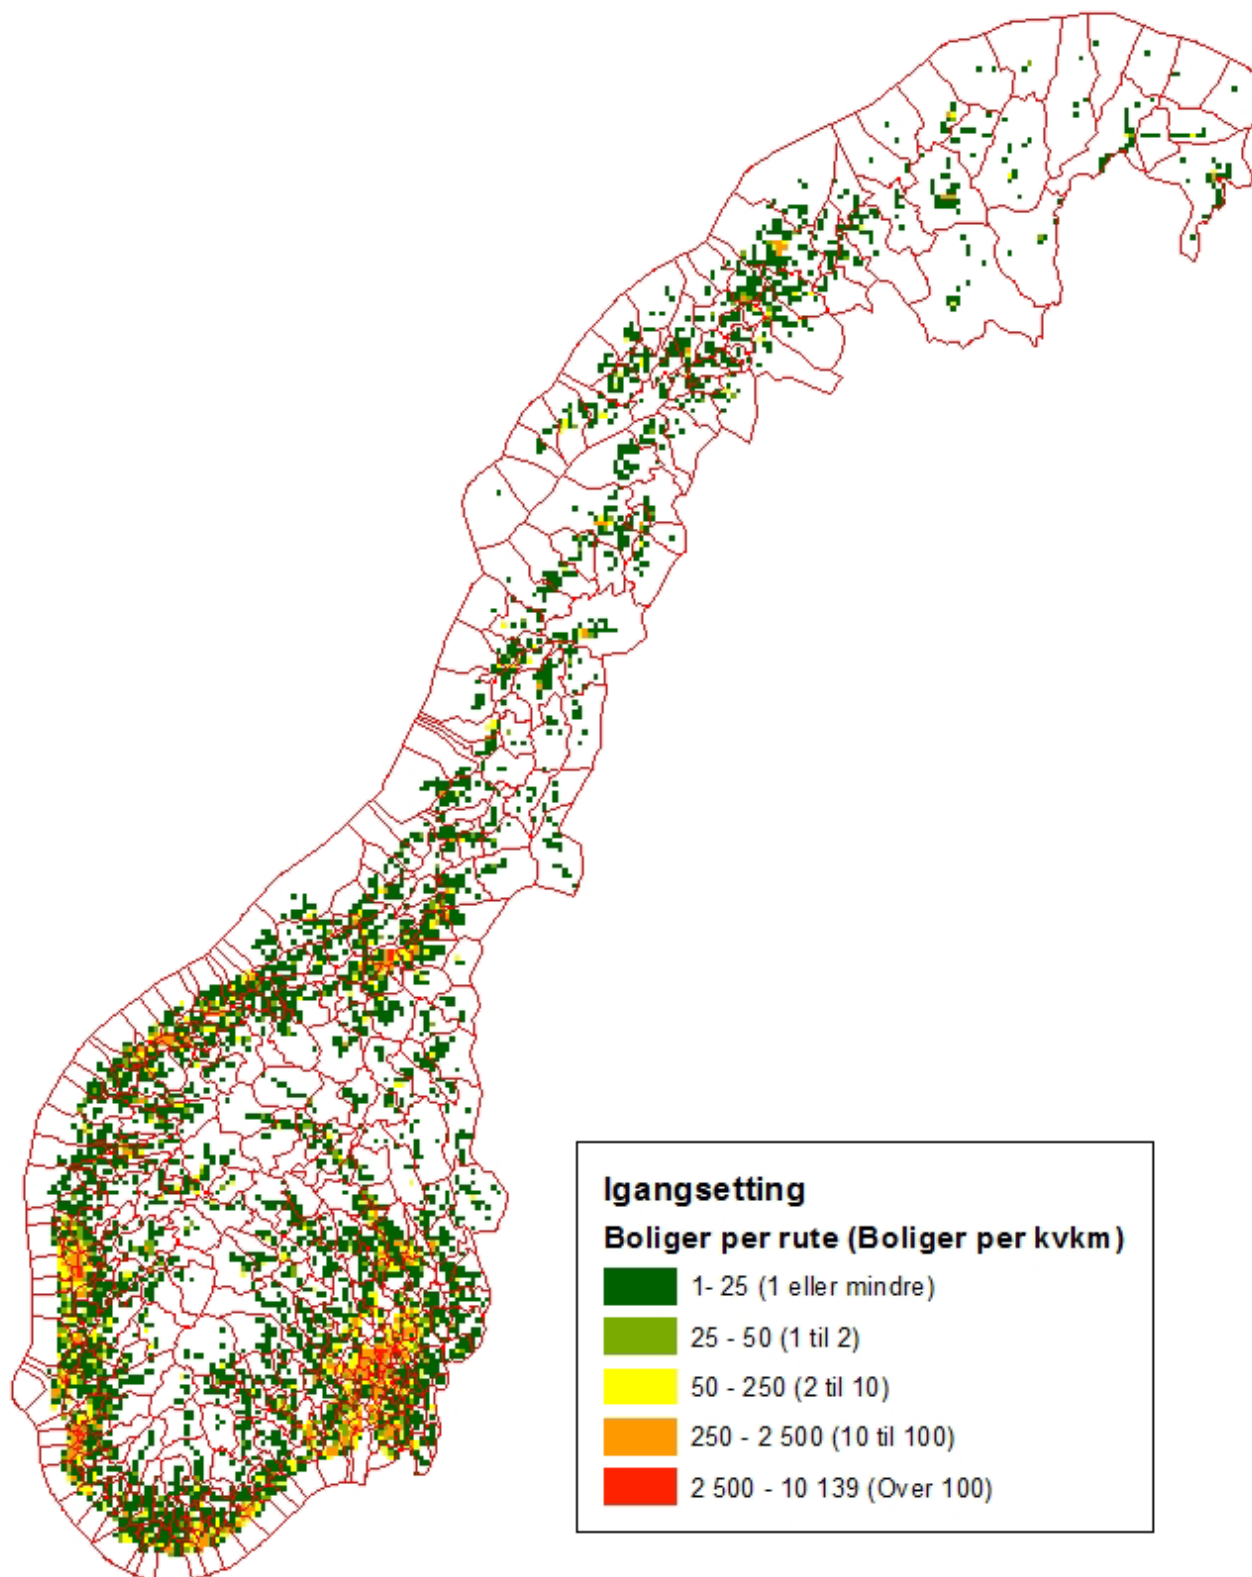 Igangsetting
Boliger per rute (Boliger per kvkm)
1- 25 (1 eller mindre)
25 - 50 (1 til 2)
50 - 250 (2 til 10)
250 - 2 500 (10 til 100)
2 500 - 10 139 (Over 100)